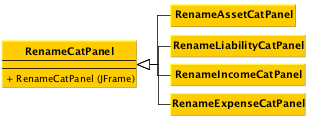 RenameAssetCatPanel
RenameLiabilityCatPanel
RenameCatPanel
+ RenameCatPanel (JFrame)
RenameIncomeCatPanel
RenameExpenseCatPanel